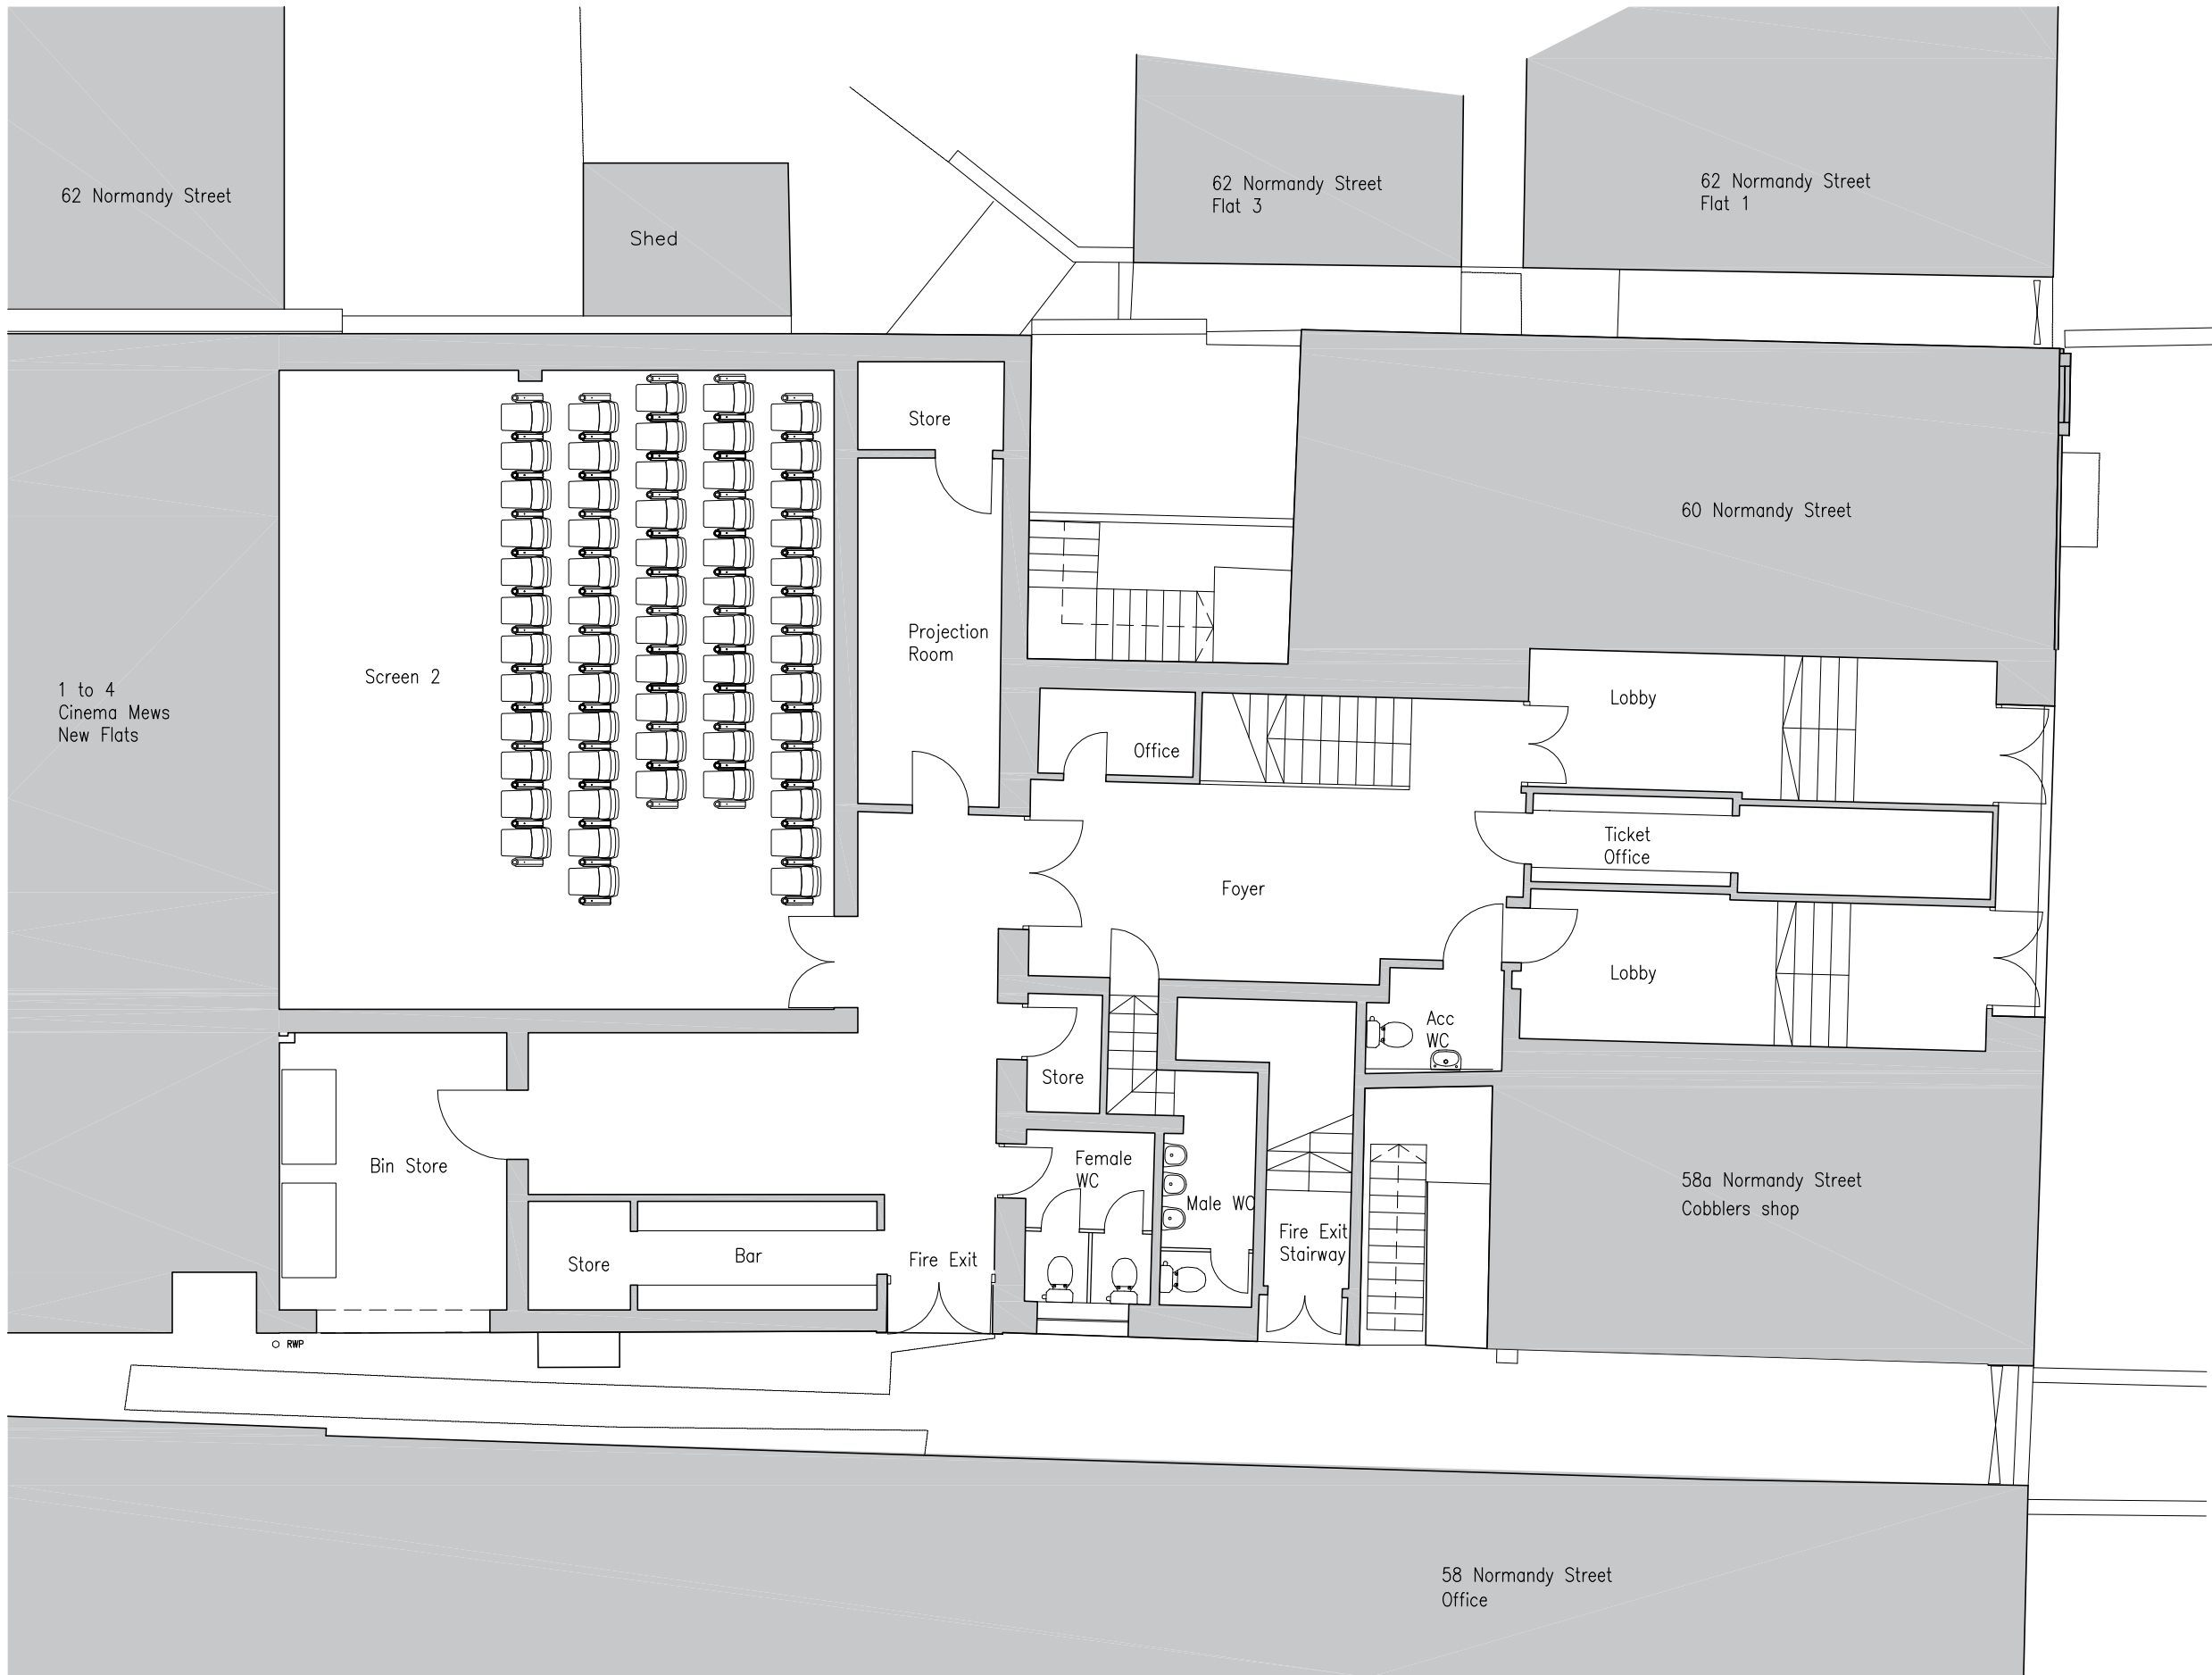 62 Normandy Street
62 Normandy Street
Flat 3
62 Normandy Street
Flat 1
Shed
Store
60 Normandy Street
Projection
Room
Screen 2
1 to 4
Cinema Mews
New Flats
Lobby
Office
Ticket
Office
Foyer
Lobby
Acc
WC
Store
Bin Store
Female
WC
Male WC
58a Normandy Street
Cobblers shop
Fire Exit
Stairway
Fire Exit
Bar
Store
RWP
58 Normandy Street
Office